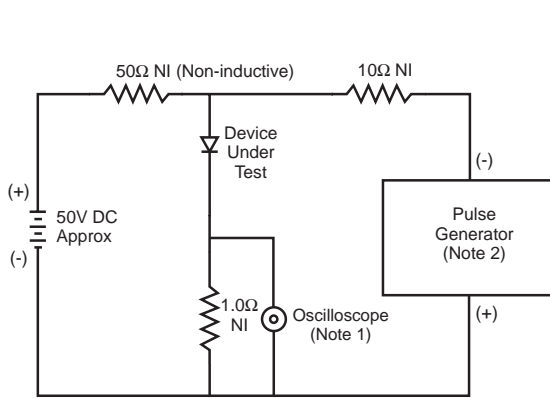 50Ω NI (Non-inductive)
10Ω NI
Device
Under
Test
(-)
(+)
50V DC
Approx
(-)
Pulse
Generator
(Note 2)
1.0Ω
NI
Oscilloscope
(Note 1)
(+)